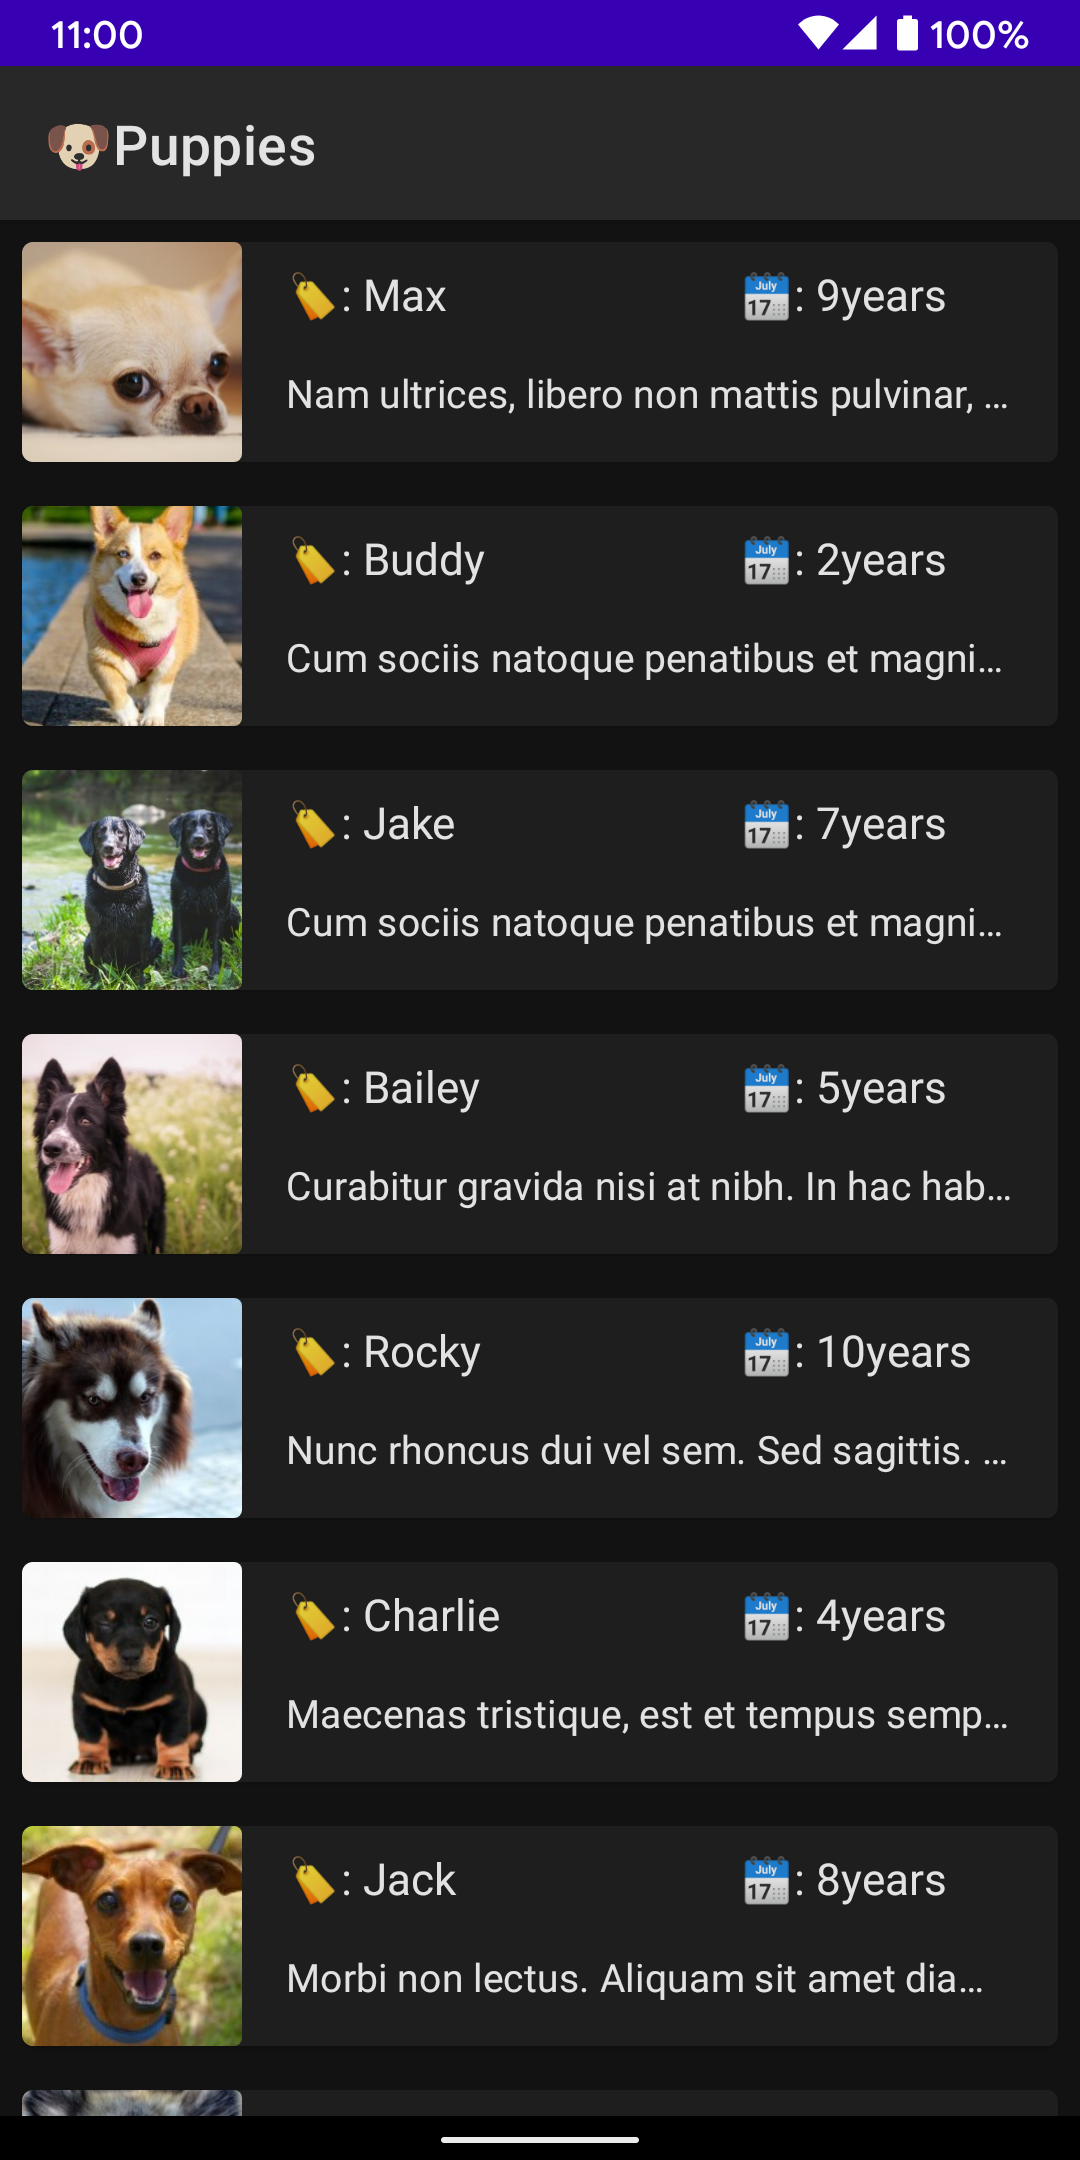 11:00 100%
Puppies
: Max : 9years
Nam ultrices, libero non mattis pulvinar, …
: Buddy : 2years
Cum sociis natoque penatibus et magni…
: Jake : 7years
Cum sociis natoque penatibus et magni…
: Bailey : 5years
Curabitur gravida nisi at nibh. In hac hab…
: Rocky : 10years
Nunc rhoncus dui vel sem. Sed sagittis. …
: Charlie : 4years
Maecenas tristique, est et tempus semp…
: Jack : 8years
Morbi non lectus. Aliquam sit amet dia…